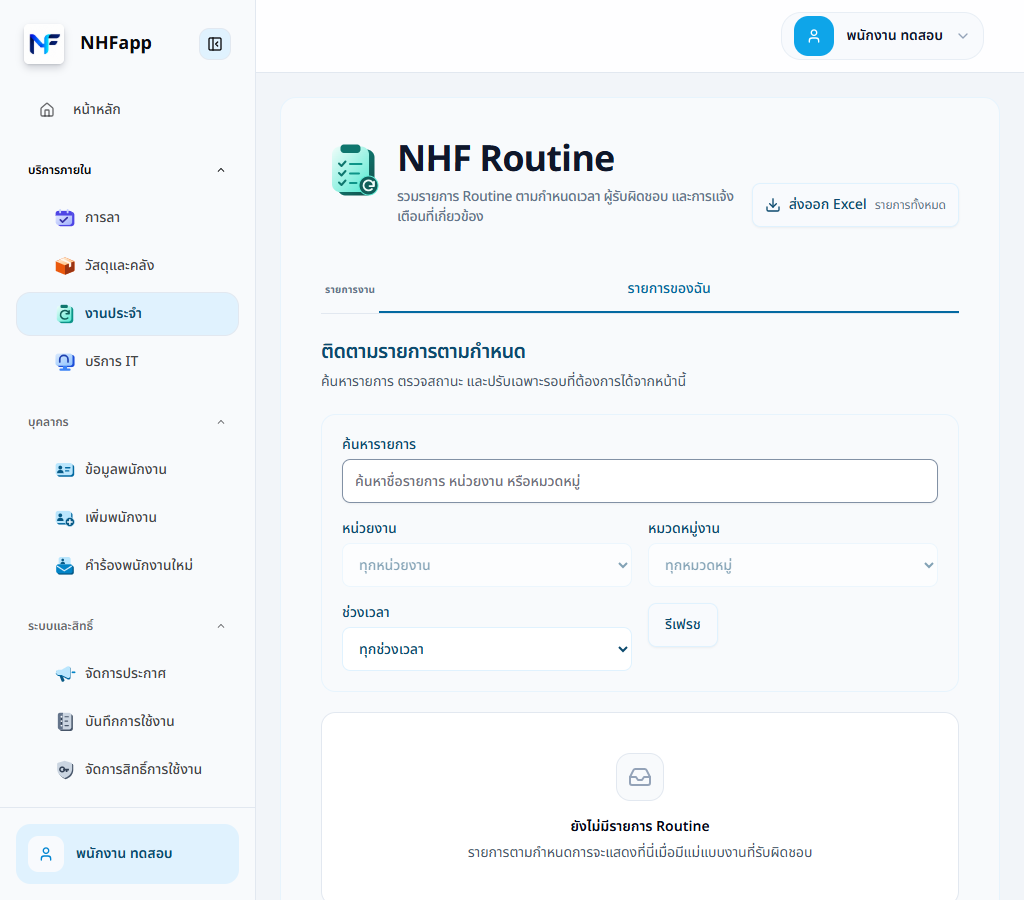 NHFapp
พนักงาน ทดสอบ
หน้าหลัก
บริการภายใน
การลา
วัสดุและคลัง
งานประจำ
บริการ IT
บุคลากร
ข้อมูลพนักงาน
เพิ่มพนักงาน
คำร้องพนักงานใหม่
ระบบและสิทธิ์
จัดการประกาศ
บันทึกการใช้งาน
จัดการสิทธิ์การใช้งาน
พนักงาน ทดสอบ
NHF Routine
รวมรายการ Routine ตามกำหนดเวลา ผู้รับผิดชอบ และการแจ้ง
เตือนที่เกี่ยวข้อง
ส่งออก Excel รายการทั้งหมด
รายการงาน
รายการของฉัน
ติดตามรายการตามกำหนด
ค้นหารายการ ตรวจสถานะ และปรับเฉพาะรอบที่ต้องการได้จากหน้านี้
ค้นหารายการ
ค้นหาชื่อรายการ หน่วยงาน หรือหมวดหมู่
หน่วยงาน
หมวดหมู่งาน
ทุกหน่วยงาน
ทุกหมวดหมู่
ช่วงเวลา
ทุกช่วงเวลา
รีเฟรช
ยังไม่มีรายการ Routine
รายการตามกำหนดการจะแสดงที่นี่เมื่อมีแม่แบบงานที่รับผิดชอบ